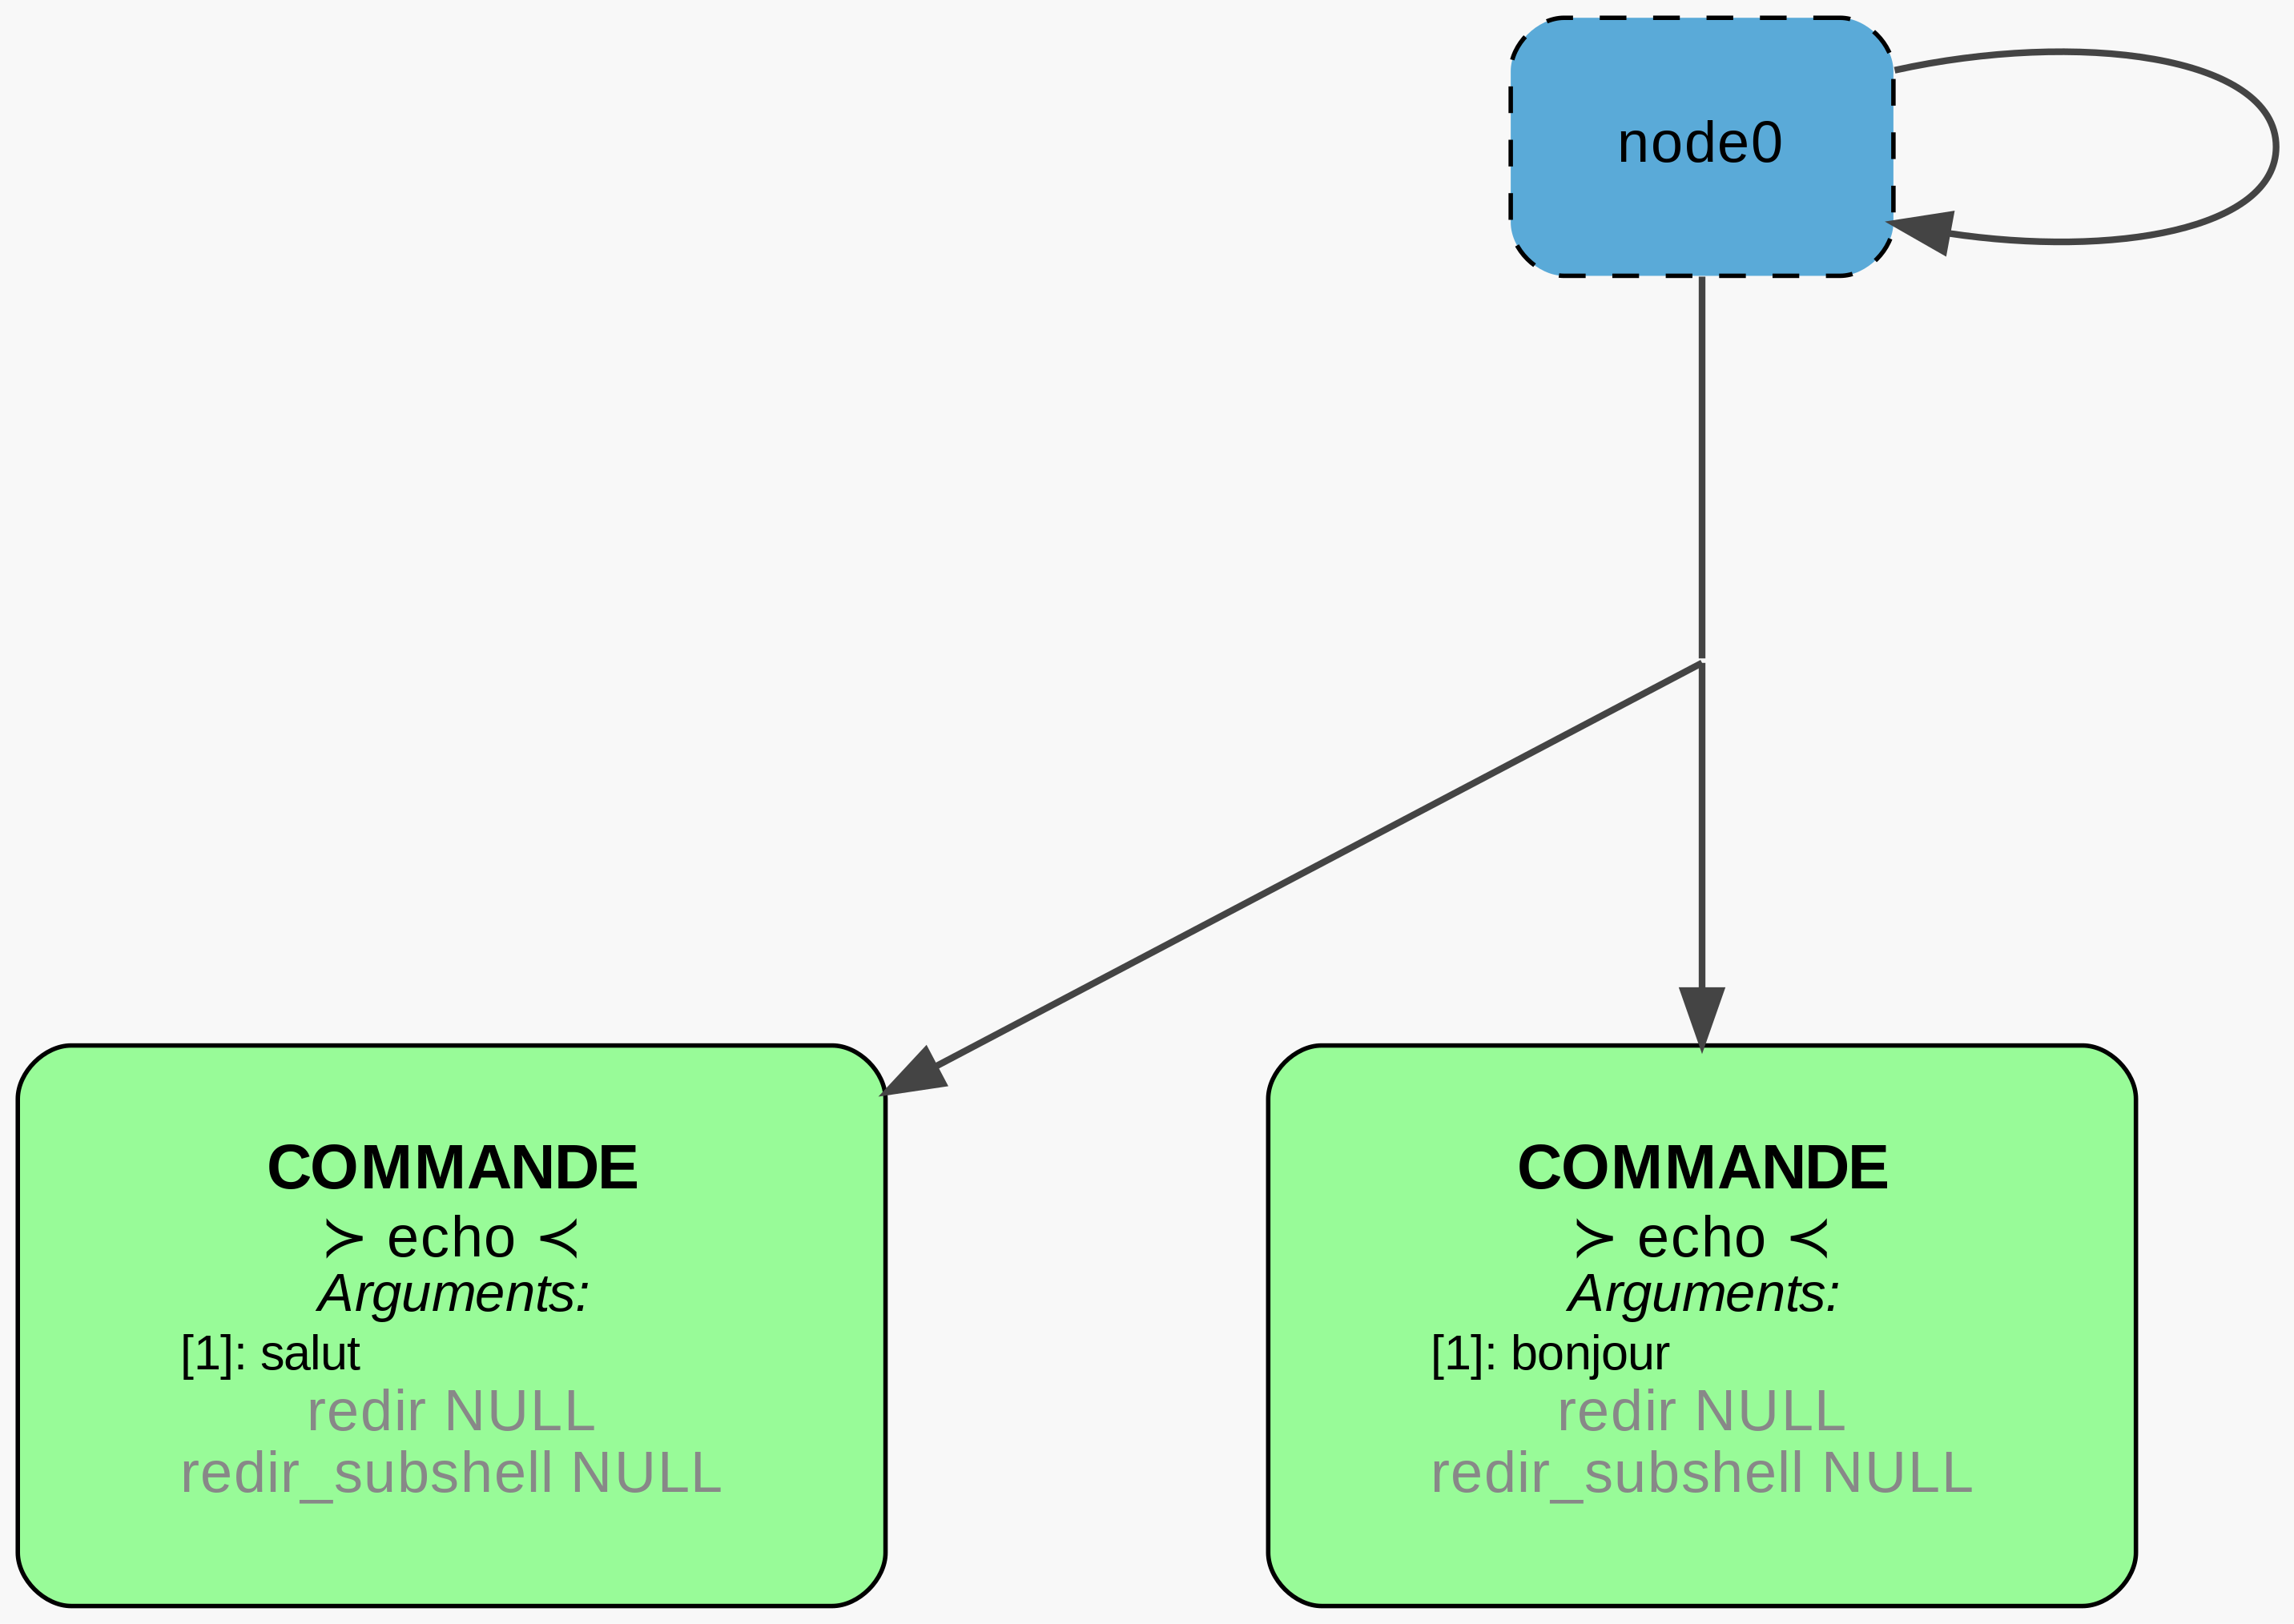 node0
COMMANDE
≻ echo ≺
Arguments:
[1]: salut
redir NULL
redir_subshell NULL
COMMANDE
≻ echo ≺
Arguments:
[1]: bonjour
redir NULL
redir_subshell NULL